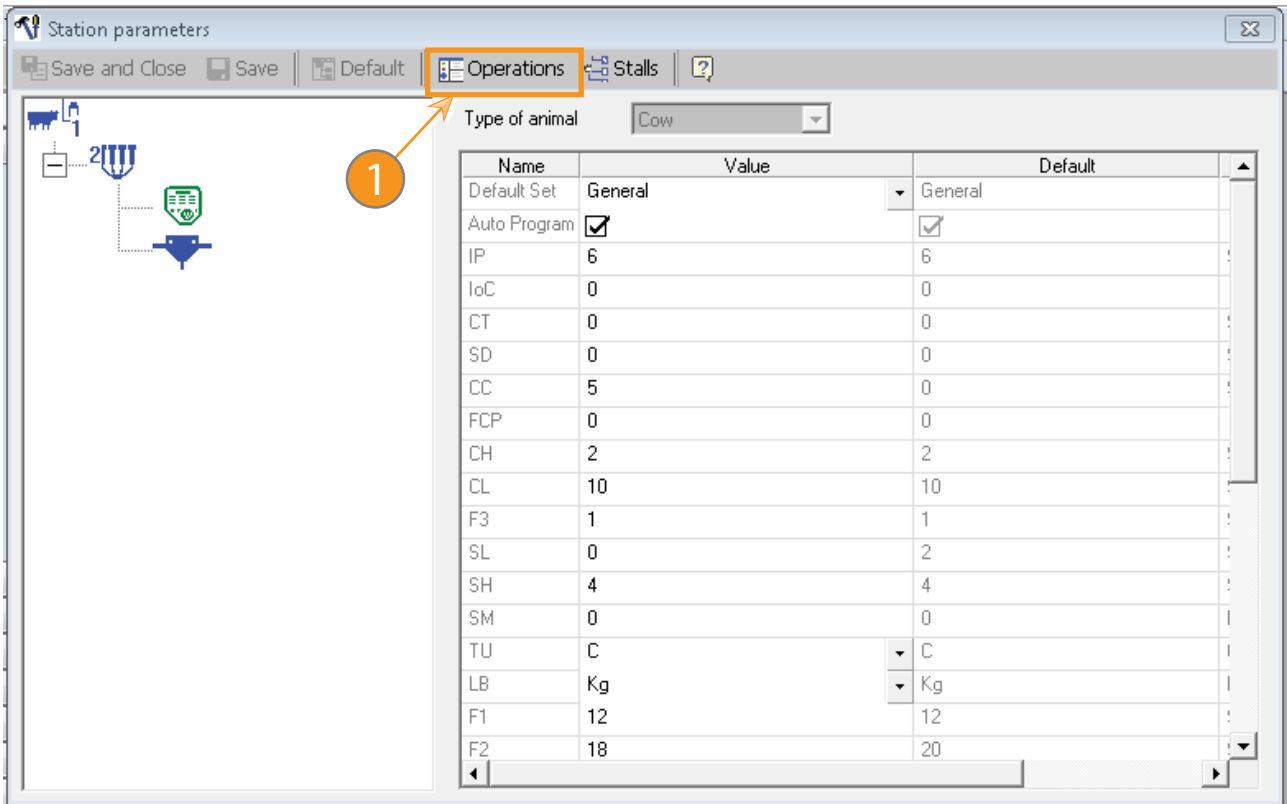 Station parameters
Save and Close Save Default Operations Stalls ?
1
Type of animal Cow
1
2
Name Value Default
Default Set General General
Auto Program
IP 6 6
IoC 0 0
CT 0 0
SD 0 0
CC 5 0
FCP 0 0
CH 2 2
CL 10 10
F3 1 1
SL 0 2
SH 4 4
SM 0 0
TU C C
LB Kg Kg
F1 12 12
F2 18 20